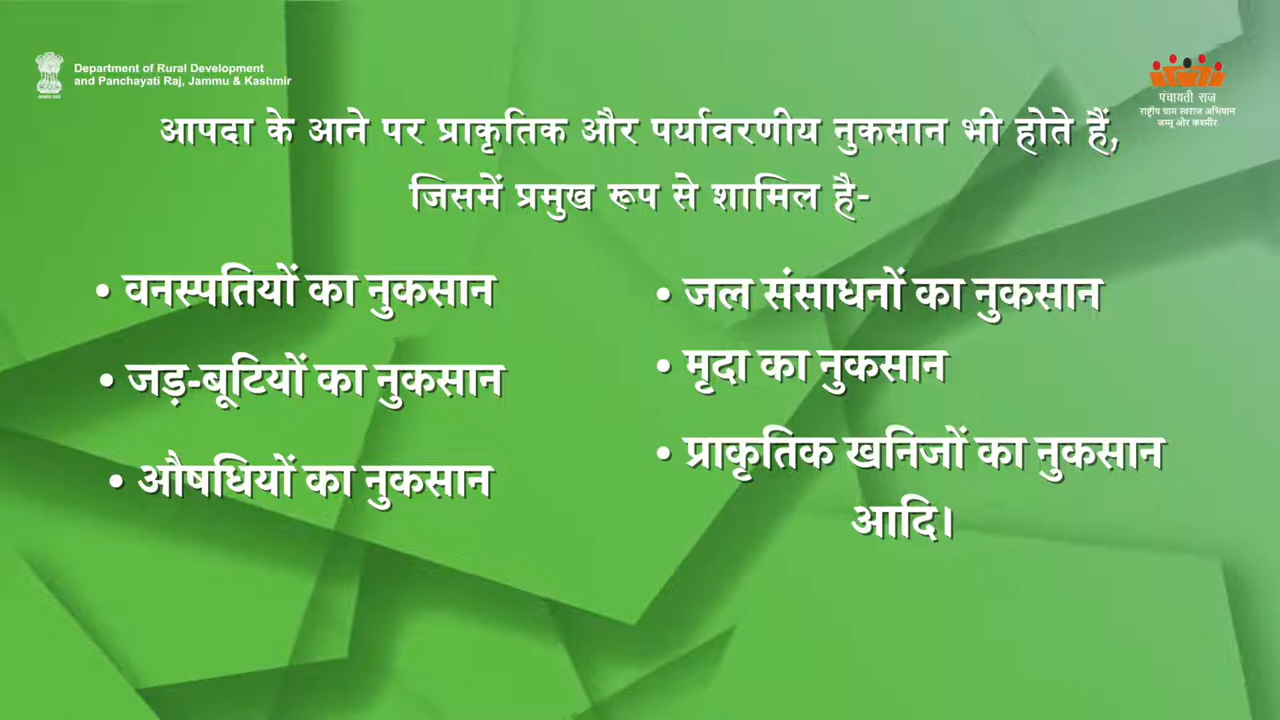 Department of Rural Development
and Panchayati Raj, Jammu & Kashmir
पंचायती राज
राष्ट्रीय ग्राम स्वराज अभियान
जम्मू और कश्मीर
आपदा के आने पर प्राकृतिक और पर्यावरणीय नुकसान भी होते हैं,
जिसमें प्रमुख रूप से शामिल है-
• वनस्पतियों का नुकसान
• जड़-बूटियों का नुकसान
• औषधियों का नुकसान
• जल संसाधनों का नुकसान
• मृदा का नुकसान
• प्राकृतिक खनिजों का नुकसान
आदि।